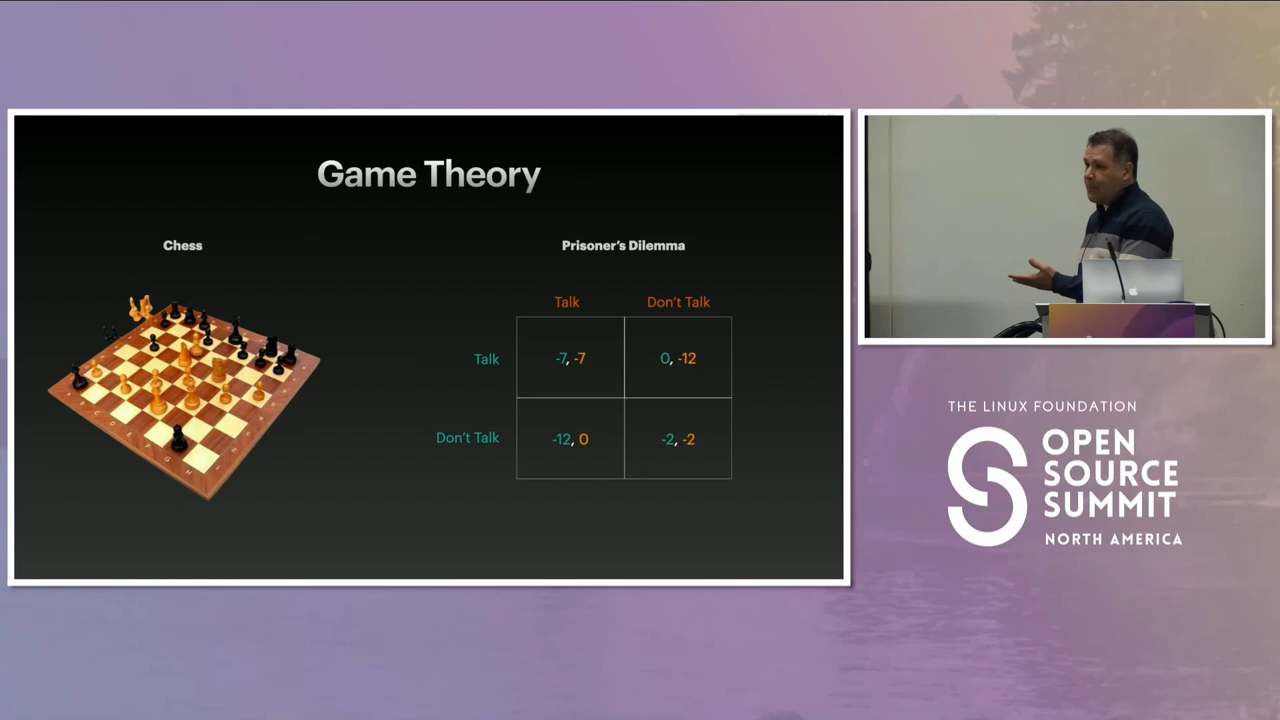 Game Theory
Chess
Prisoner's Dilemma
Talk
Don't Talk
Talk
-7, -7
0, -12
Don't Talk
-12, 0
-2, -2
THE LINUX FOUNDATION
OPEN
SOURCE
SUMMIT
NORTH AMERICA